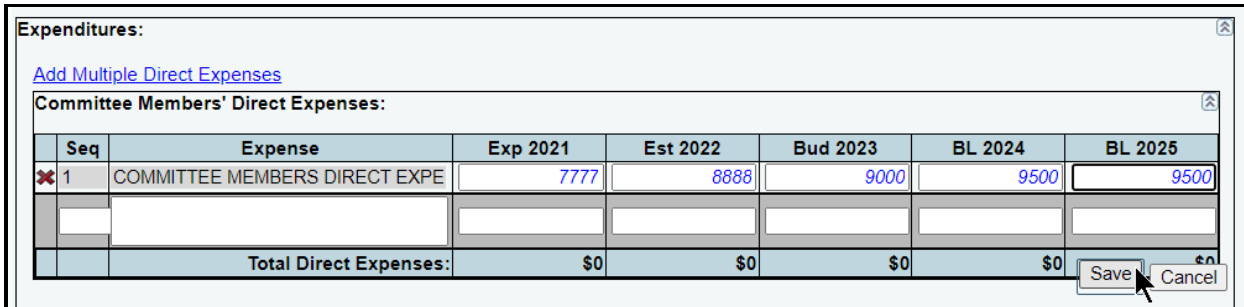 Expenditures:
Add Multiple Direct Expenses
Committee Members' Direct Expenses:
Seq Expense Exp 2021 Est 2022 Bud 2023 BL 2024 BL 2025
1 COMMITTEE MEMBERS DIRECT EXPE 7777 8888 9000 9500 9500
Total Direct Expenses: $0 $0 $0 $0 $0
Save Cancel